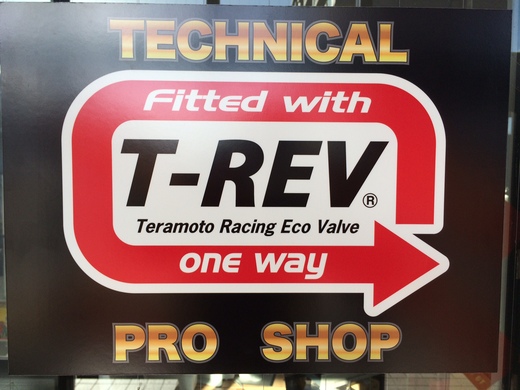 TECHNICAL
Fitted with
T-REV®
Teramoto Racing Eco Valve
one way
PRO SHOP